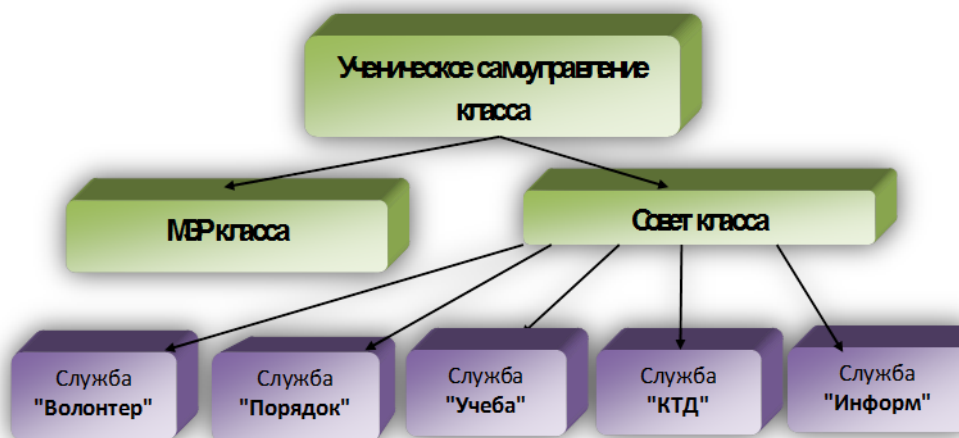 Ученическое самоуправление
класса
МЭР класса
Совет класса
Служба
"Волонтер"
Служба
"Порядок"
Служба
"Учеба"
Служба
"КТД"
Служба
"Информ"